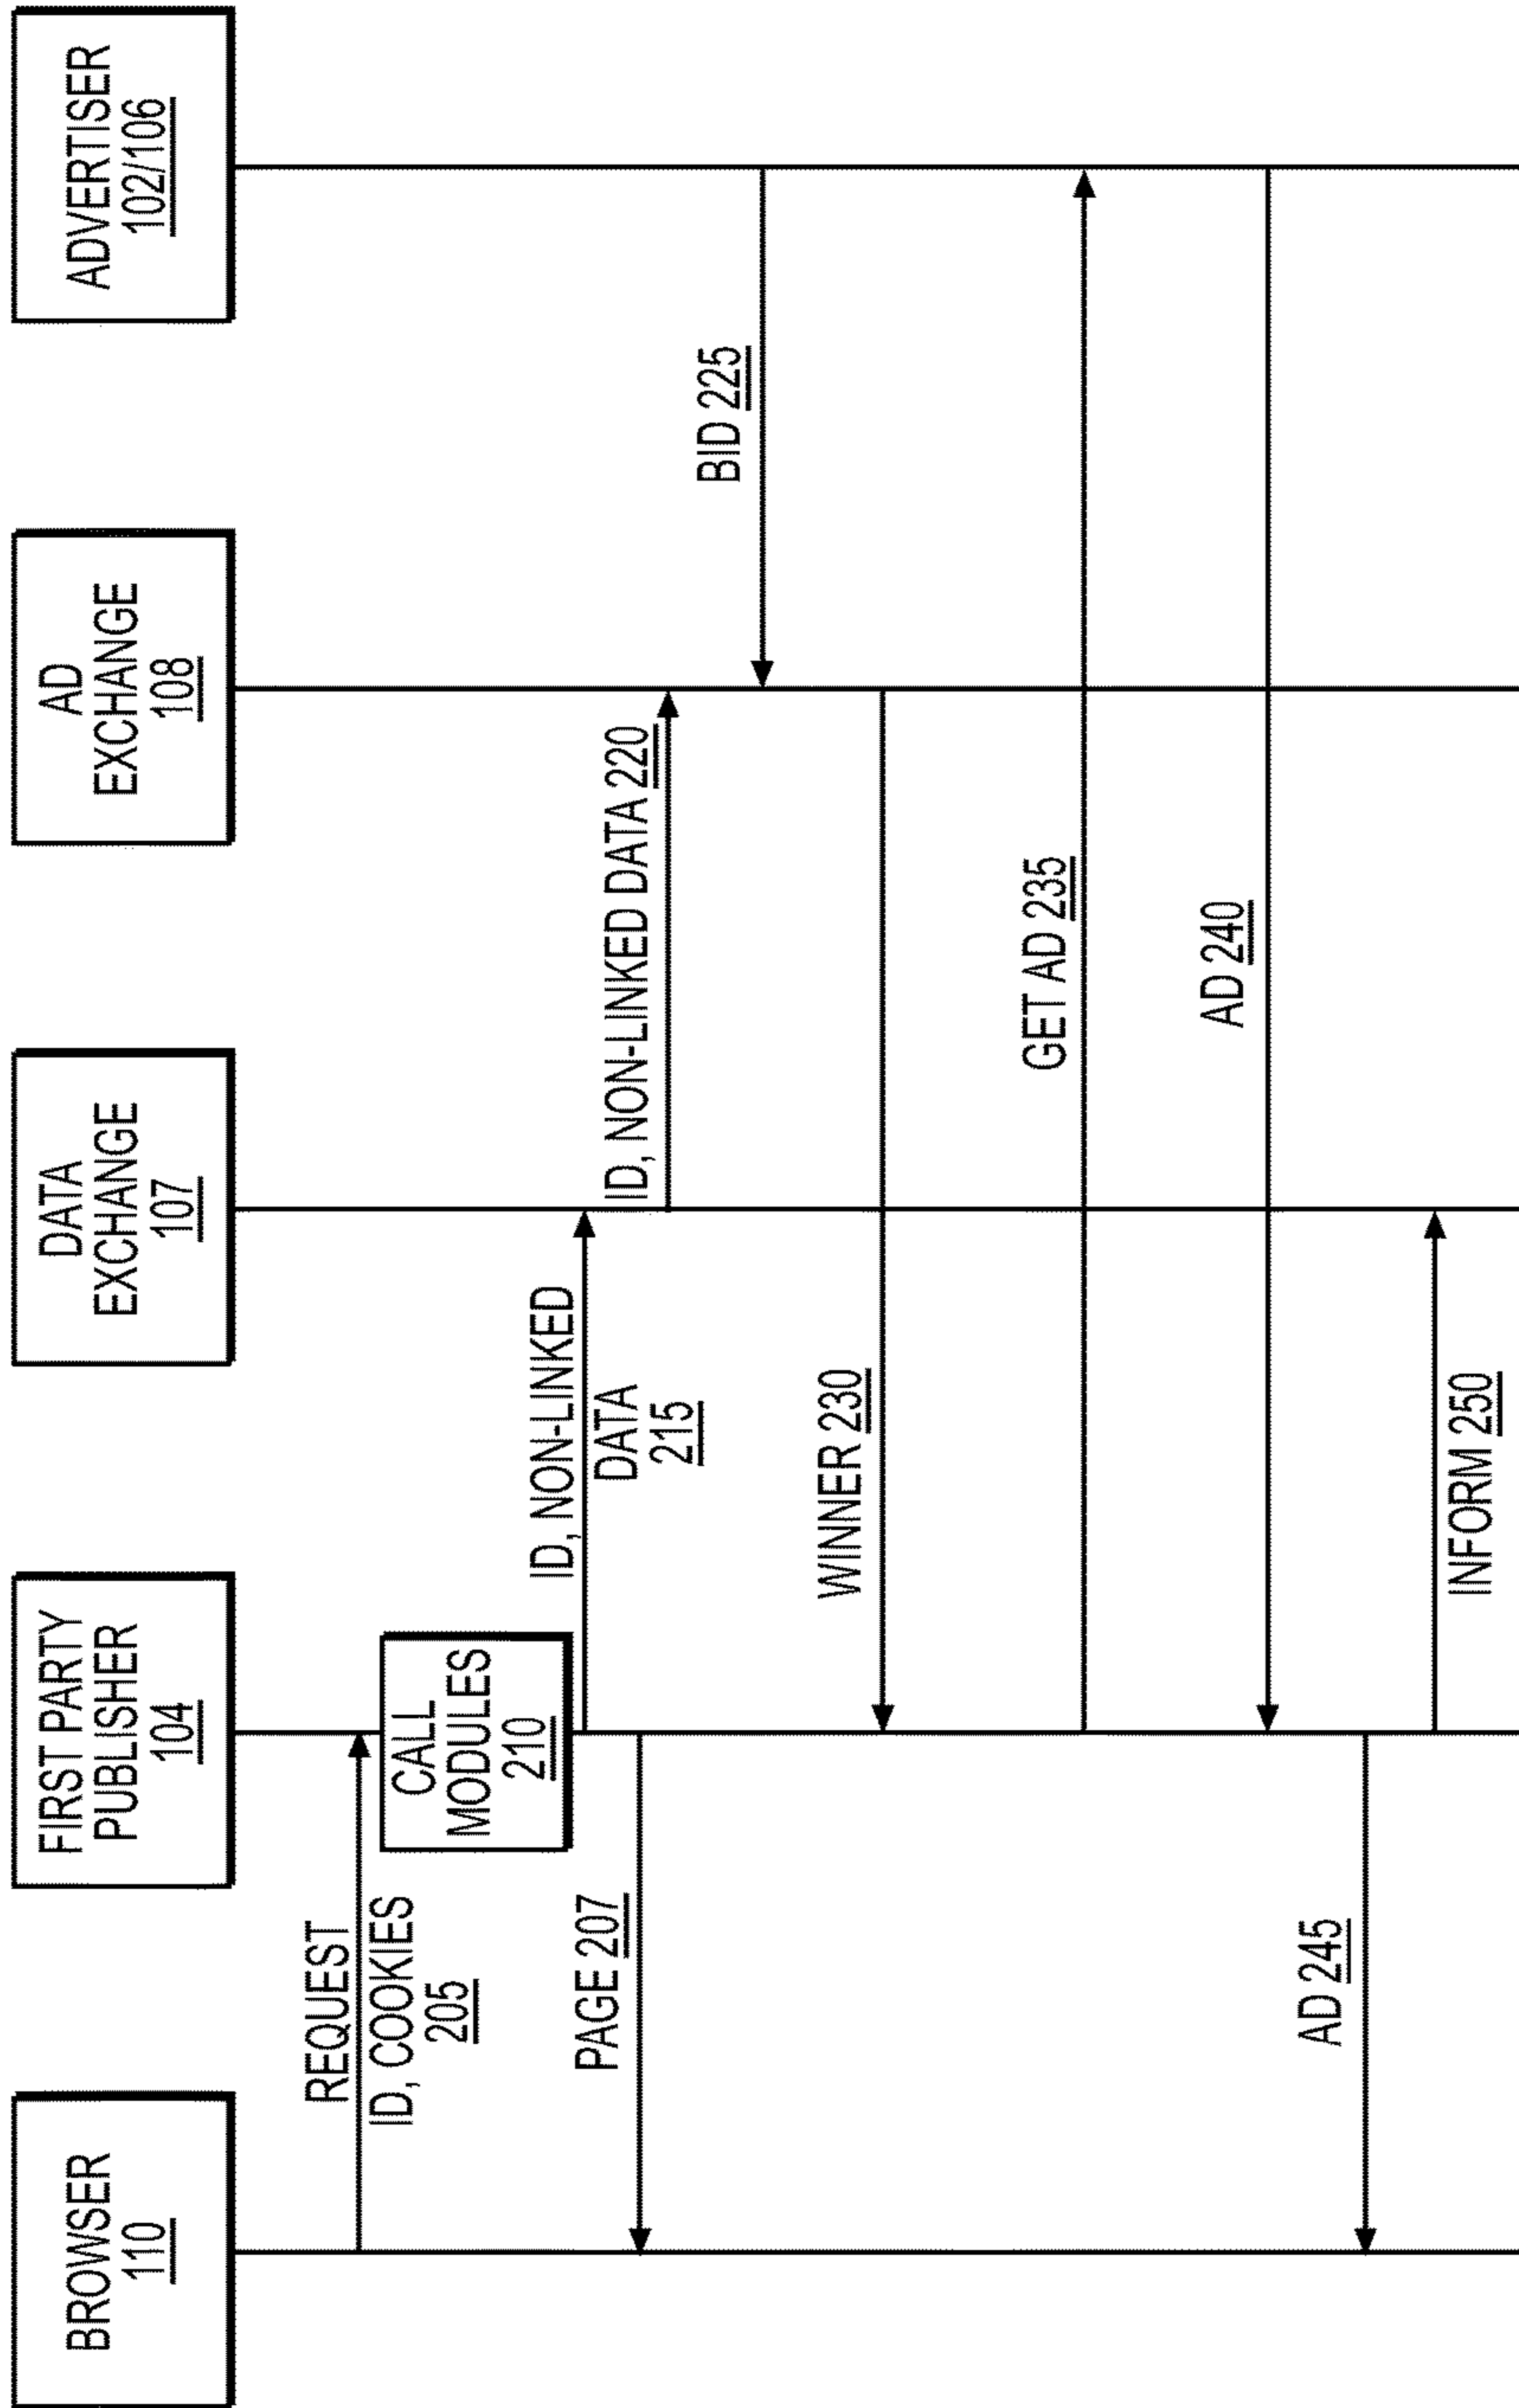 BROWSER
110
FIRST PARTY
PUBLISHER
104
DATA
EXCHANGE
107
AD
EXCHANGE
108
ADVERTISER
102/106
REQUEST
ID, COOKIES
205
CALL
MODULES
210
ID, NON-LINKED
DATA
215
PAGE 207
ID, NON-LINKED DATA 220
BID 225
WINNER 230
GET AD 235
AD 240
AD 245
INFORM 250